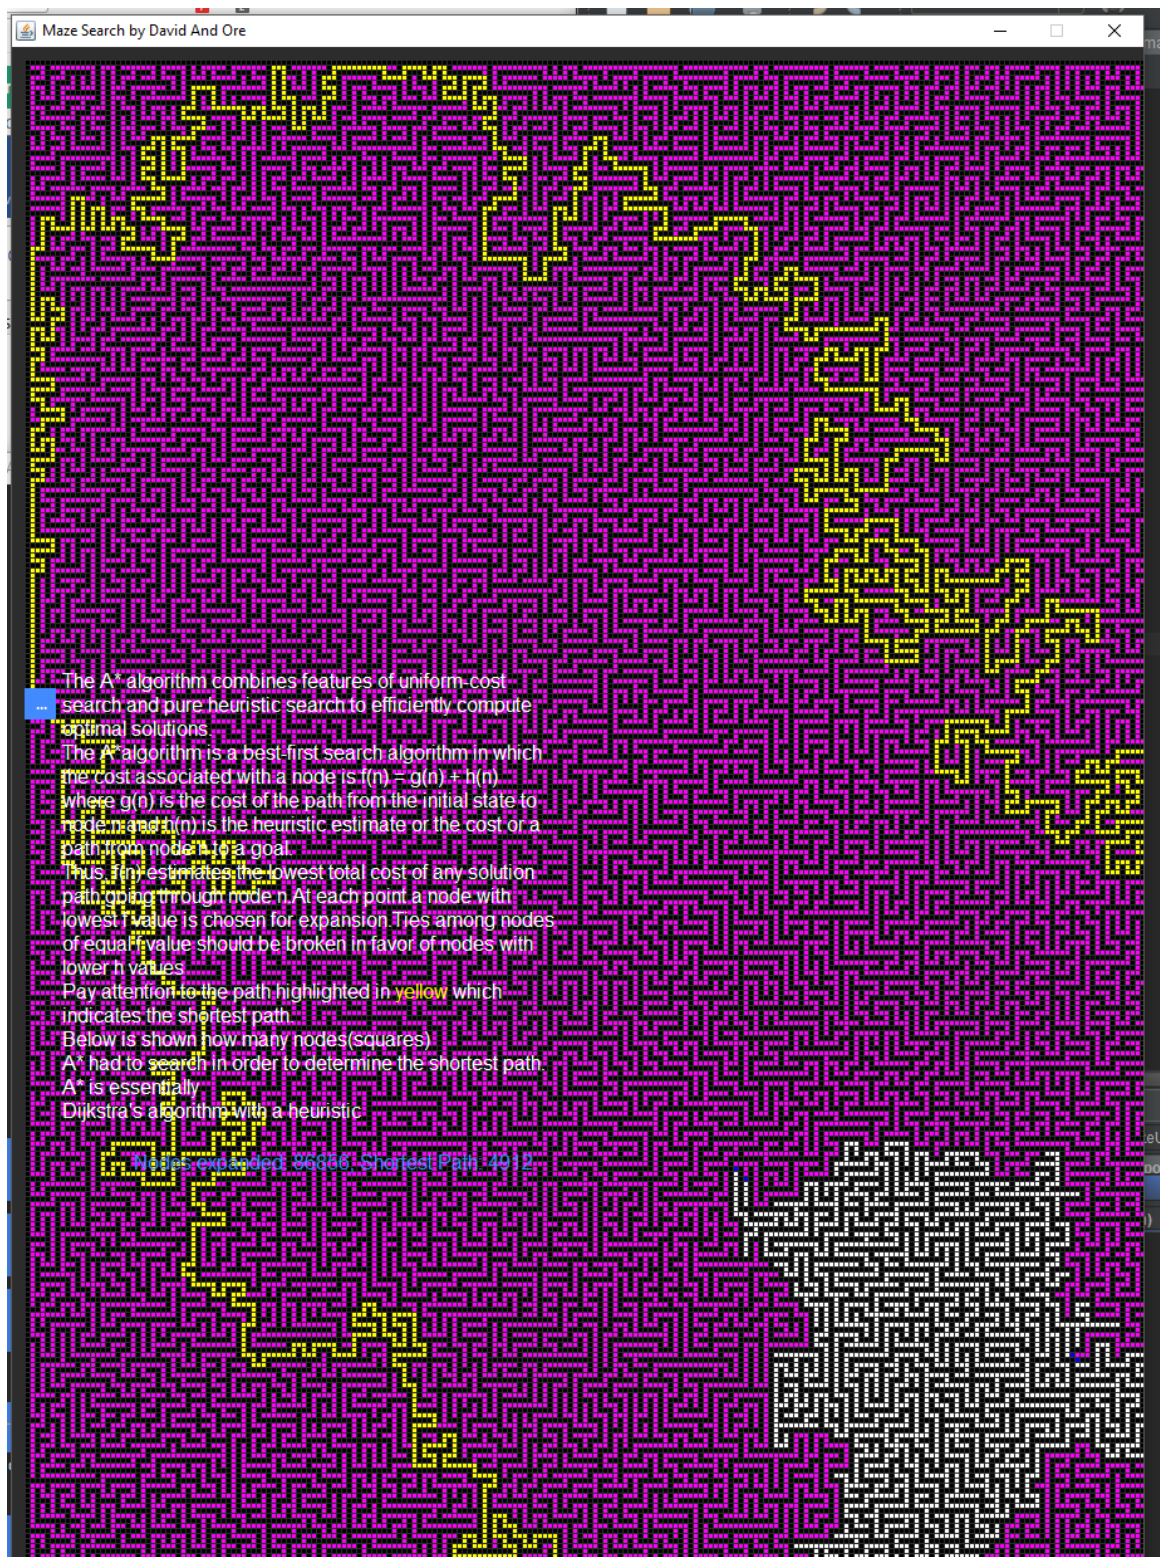 Maze Search by David And Ore
The A* algorithm combines features of uniform-cost
search and pure heuristic search to efficiently compute
optimal solutions.
The A*algorithm is a best-first search algorithm in which
the cost associated with a node is f(n) = g(n) + h(n)
where g(n) is the cost of the path from the initial state to
node n and h(n) is the heuristic estimate or the cost or a
path from node n to a goal.
Thus, f(n) estimates the lowest total cost of any solution
path going through node n.At each point a node with
lowest f value is chosen for expansion.Ties among nodes
of equal f value should be broken in favor of nodes with
lower h values
Pay attention to the path highlighted in yellow which
indicates the shortest path.
Below is shown how many nodes(squares)
A* had to search in order to determine the shortest path.
A* is essentially
Dijkstra's algorithm with a heuristic
Nodes expanded: Shortest Path: 4912
...